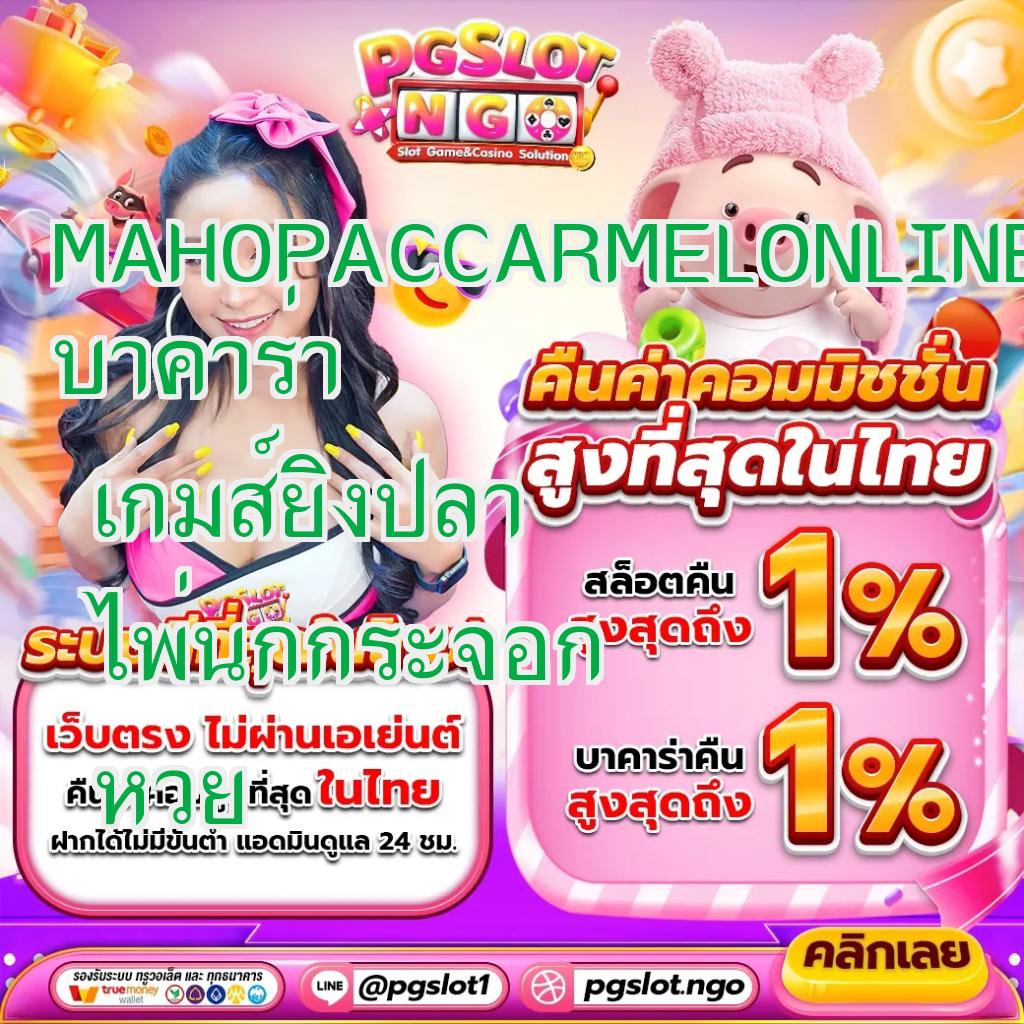 PGSLOT
NGO
Slot Game&Casino Solution
MAHOPACCARMELONLINE
บาคาร่า
เกมส์ยิงปลา
ไพ่นกกระจอก
หวย
คืนค่าคอมมิชชั่น
สูงที่สุดในไทย
สล็อตคืน
สูงสุดถึง
1%
บาคาร่าคืน
สูงสุดถึง
1%
PGSLOT
เว็บตรง ไม่ผ่านเอเย่นต์
ที่สุด ในไทย
ฝากได้ไม่มีขันต่ำ แอดมินดูแล 24 ชม.
คลิกเลย
รองรับระบบ ทรูวอเล็ต และ ทุกธนาคาร
truemoney
wallet
LINE
@pgslot1
pgslot.ngo